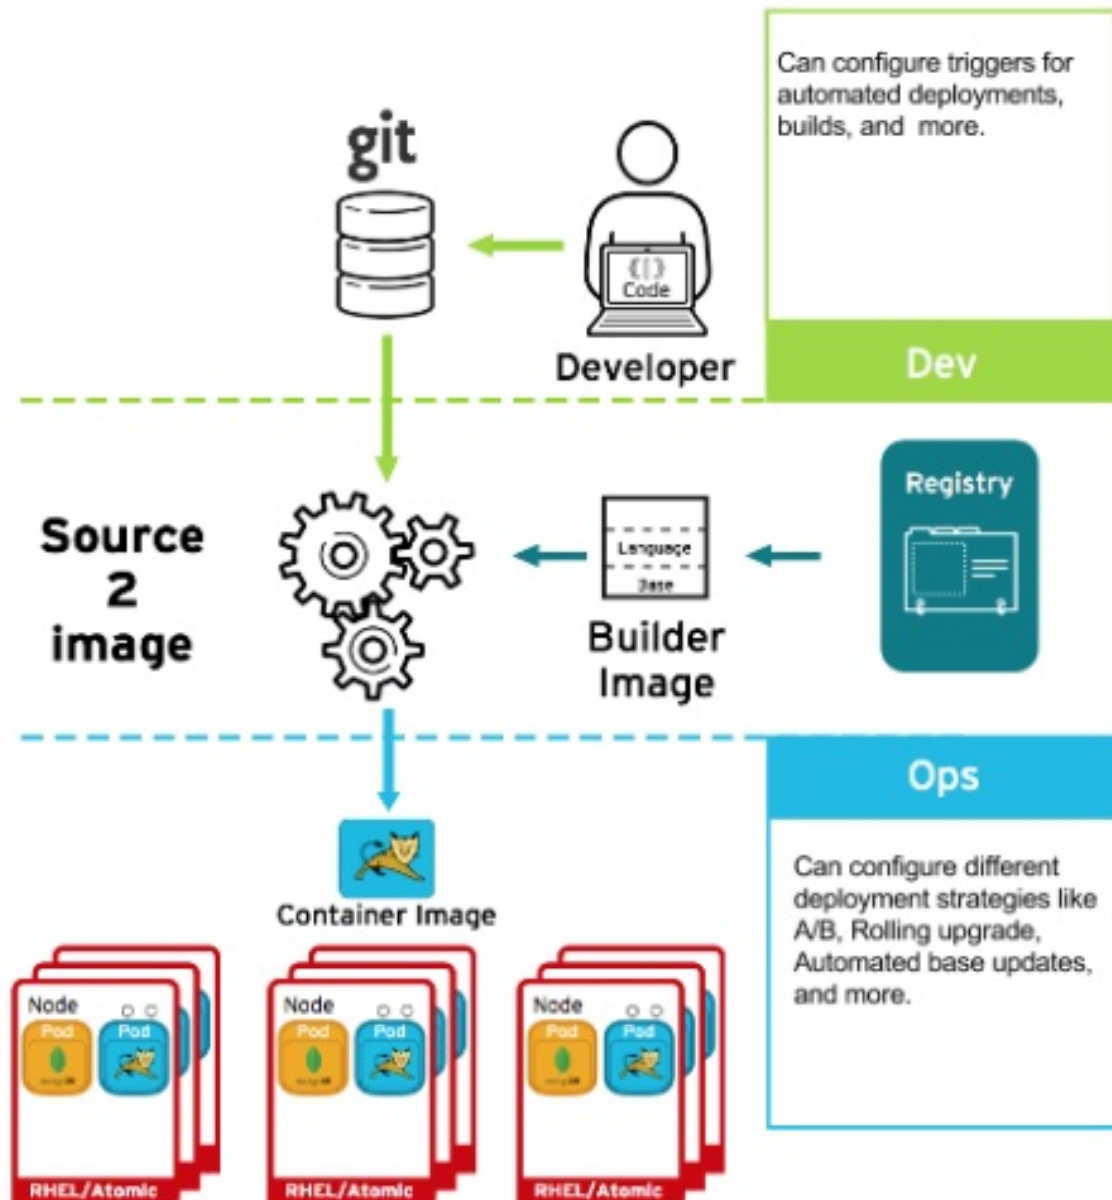 git
Can configure triggers for
automated deployments,
builds, and  more.
{|}
Code
Developer
Dev
Source
2
image
Language
Base
Builder
Image
Registry
Ops
Container Image
Can configure different
deployment strategies like
A/B, Rolling upgrade,
Automated base updates,
and more.
Node
Pod
Pod
RHEL/Atomic
Node
Pod
Pod
RHEL/Atomic
Node
Pod
Pod
RHEL/Atomic